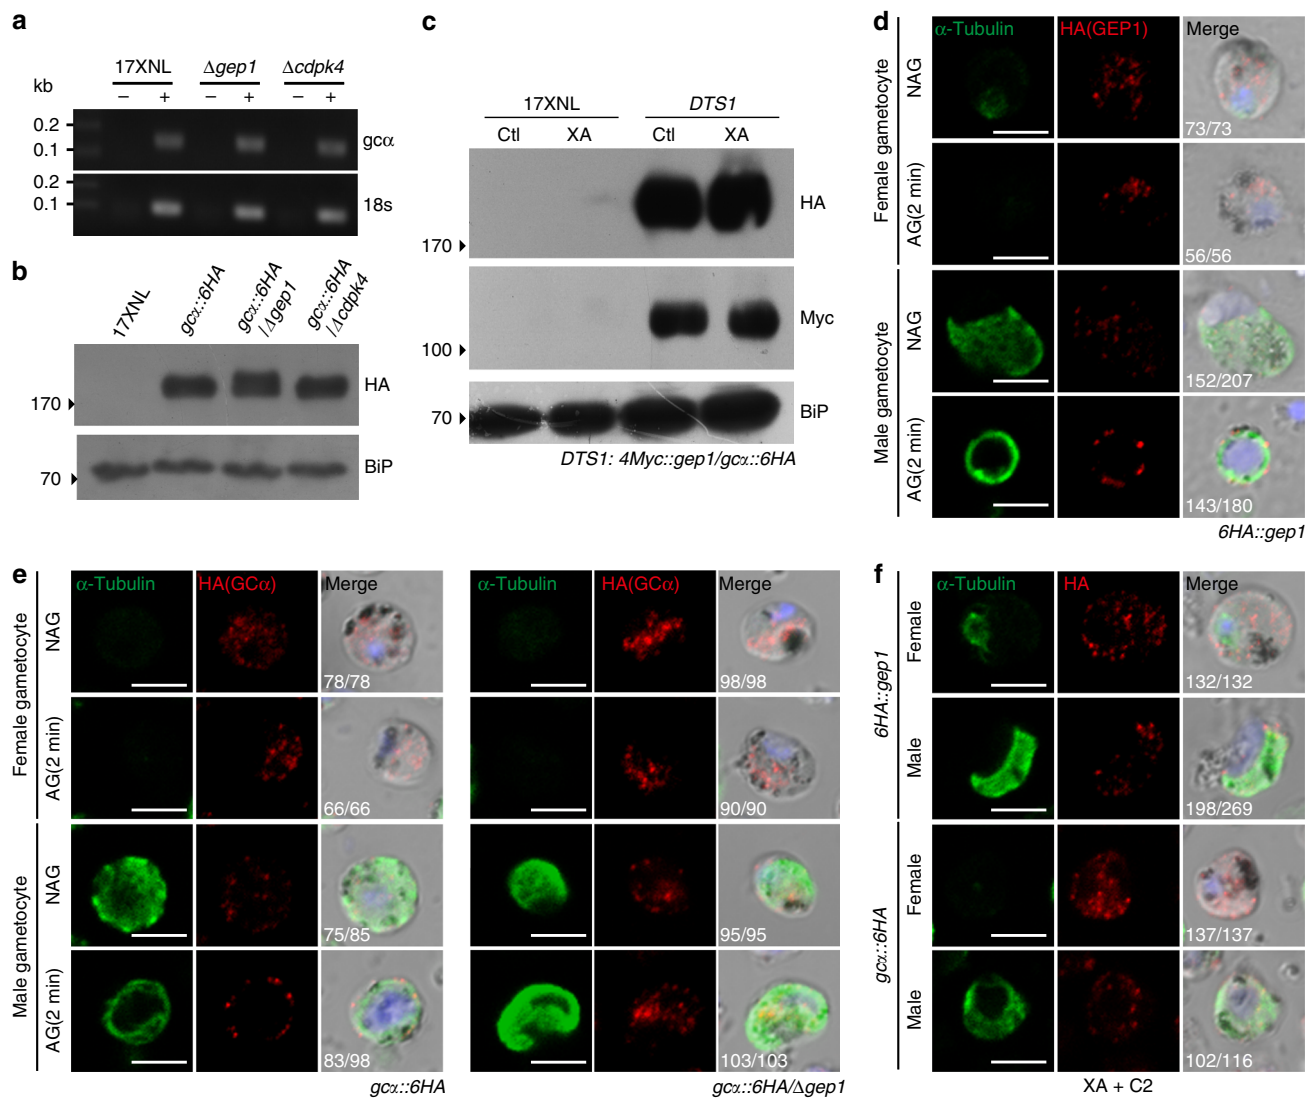 a
17XNL Δgep1 Δcdpk4
kb
– + – + – +
0.2
0.1
gcα
0.2
0.1
18s
b
17XNL
gcα::6HA
gcα::6HA
/Δgep1
gcα::6HA
/Δcdpk4
170
HA
70
BiP
c
17XNL DTS1
Ctl XA Ctl XA
HA
170
Myc
100
70
BiP
DTS1: 4Myc::gep1/gcα::6HA
d
α-Tubulin HA(GEP1) Merge
Female gametocyte
NAG
73/73
AG(2 min)
56/56
Male gametocyte
NAG
152/207
AG(2 min)
143/180
6HA::gep1
e
α-Tubulin HA(GCα) Merge
Female gametocyte
NAG
78/78
AG(2 min)
66/66
Male gametocyte
NAG
75/85
AG(2 min)
83/98
gcα::6HA
α-Tubulin HA(GCα) Merge
98/98
90/90
95/95
103/103
gcα::6HA/Δgep1
f
α-Tubulin HA Merge
6HA::gep1
Female
132/132
Male
198/269
gcα::6HA
Female
137/137
Male
102/116
XA + C2